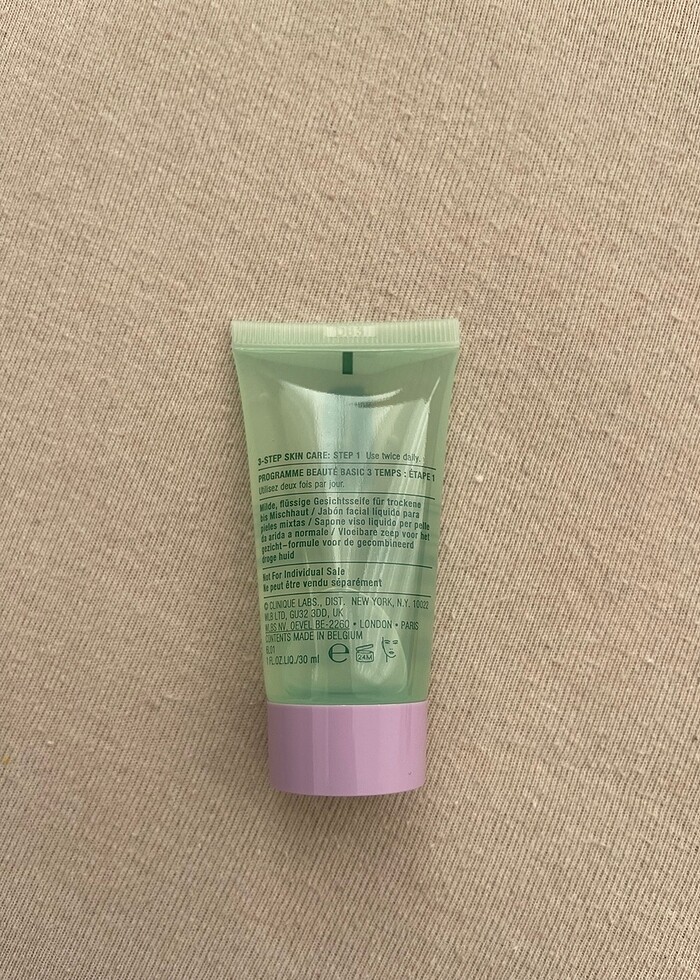 3-STEP SKIN CARE: STEP 1 Use twice daily.
PROGRAMME BEAUTÉ BASIC 3 TEMPS : ÉTAPE 1
Utilisez deux fois par jour.
Milde, flüssige Gesichtsseife für trockene
bis Mischhaut / Jabón facial líquido para
pieles mixtas / Sapone viso liquido per pelle
da arida a normale / Vloeibare zeep voor het
gezicht–formule voor de gecombineerd
droge huid
Not For Individual Sale
Ne peut être vendu séparément
© CLINIQUE LABS., DIST. NEW YORK, N.Y. 10022
MLB LTD, GU32 3DD, UK
NV, OEVEL BE-2260 • LONDON • PARIS
CONTENTS MADE IN BELGIUM
1 FL.OZ.LIQ./30 ml e 24M